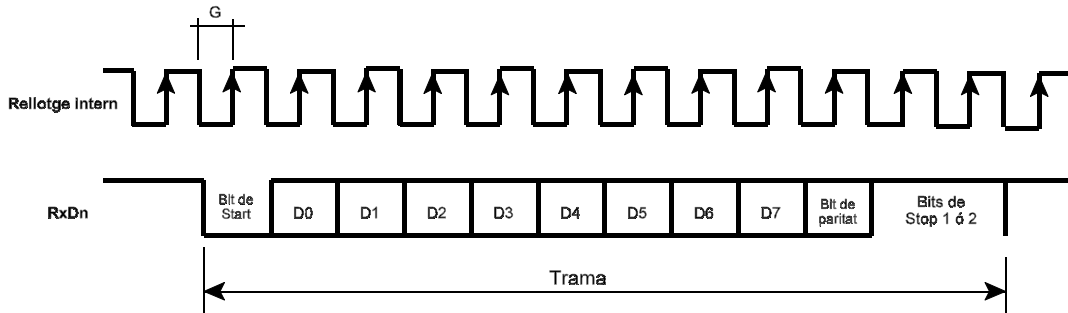 G
Rellotge intern
RxDn
Bit de
Start
D0
D1
D2
D3
D4
D5
D6
D7
Bit de
paritat
Bits de
Stop 1 ó 2
Trama